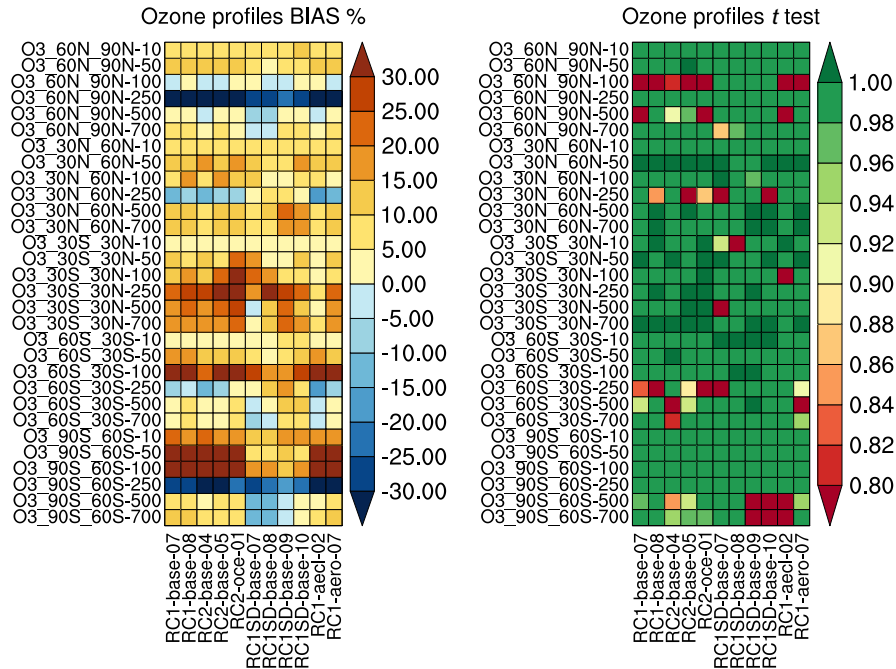 Ozone profiles BIAS %
O3_60N_90N-10
O3_60N_90N-50
O3_60N_90N-100
O3_60N_90N-250
O3_60N_90N-500
O3_60N_90N-700
O3_30N_60N-10
O3_30N_60N-50
O3_30N_60N-100
O3_30N_60N-250
O3_30N_60N-500
O3_30N_60N-700
O3_30S_30N-10
O3_30S_30N-50
O3_30S_30N-100
O3_30S_30N-250
O3_30S_30N-500
O3_30S_30N-700
O3_60S_30S-10
O3_60S_30S-50
O3_60S_30S-100
O3_60S_30S-250
O3_60S_30S-500
O3_60S_30S-700
O3_90S_60S-10
O3_90S_60S-50
O3_90S_60S-100
O3_90S_60S-250
O3_90S_60S-500
O3_90S_60S-700
RC1-base-07
RC1-base-08
RC2-base-04
RC2-base-05
RC2-oce-01
RC1SD-base-07
RC1SD-base-08
RC1SD-base-09
RC1SD-base-10
RC1-aecl-02
RC1-aero-07
30.00
25.00
20.00
15.00
10.00
5.00
0.00
-5.00
-10.00
-15.00
-20.00
-25.00
-30.00
Ozone profiles t test
O3_60N_90N-10
O3_60N_90N-50
O3_60N_90N-100
O3_60N_90N-250
O3_60N_90N-500
O3_60N_90N-700
O3_30N_60N-10
O3_30N_60N-50
O3_30N_60N-100
O3_30N_60N-250
O3_30N_60N-500
O3_30N_60N-700
O3_30S_30N-10
O3_30S_30N-50
O3_30S_30N-100
O3_30S_30N-250
O3_30S_30N-500
O3_30S_30N-700
O3_60S_30S-10
O3_60S_30S-50
O3_60S_30S-100
O3_60S_30S-250
O3_60S_30S-500
O3_60S_30S-700
O3_90S_60S-10
O3_90S_60S-50
O3_90S_60S-100
O3_90S_60S-250
O3_90S_60S-500
O3_90S_60S-700
RC1-base-07
RC1-base-08
RC2-base-04
RC2-base-05
RC2-oce-01
RC1SD-base-07
RC1SD-base-08
RC1SD-base-09
RC1SD-base-10
RC1-aecl-02
RC1-aero-07
1.00
0.98
0.96
0.94
0.92
0.90
0.88
0.86
0.84
0.82
0.80